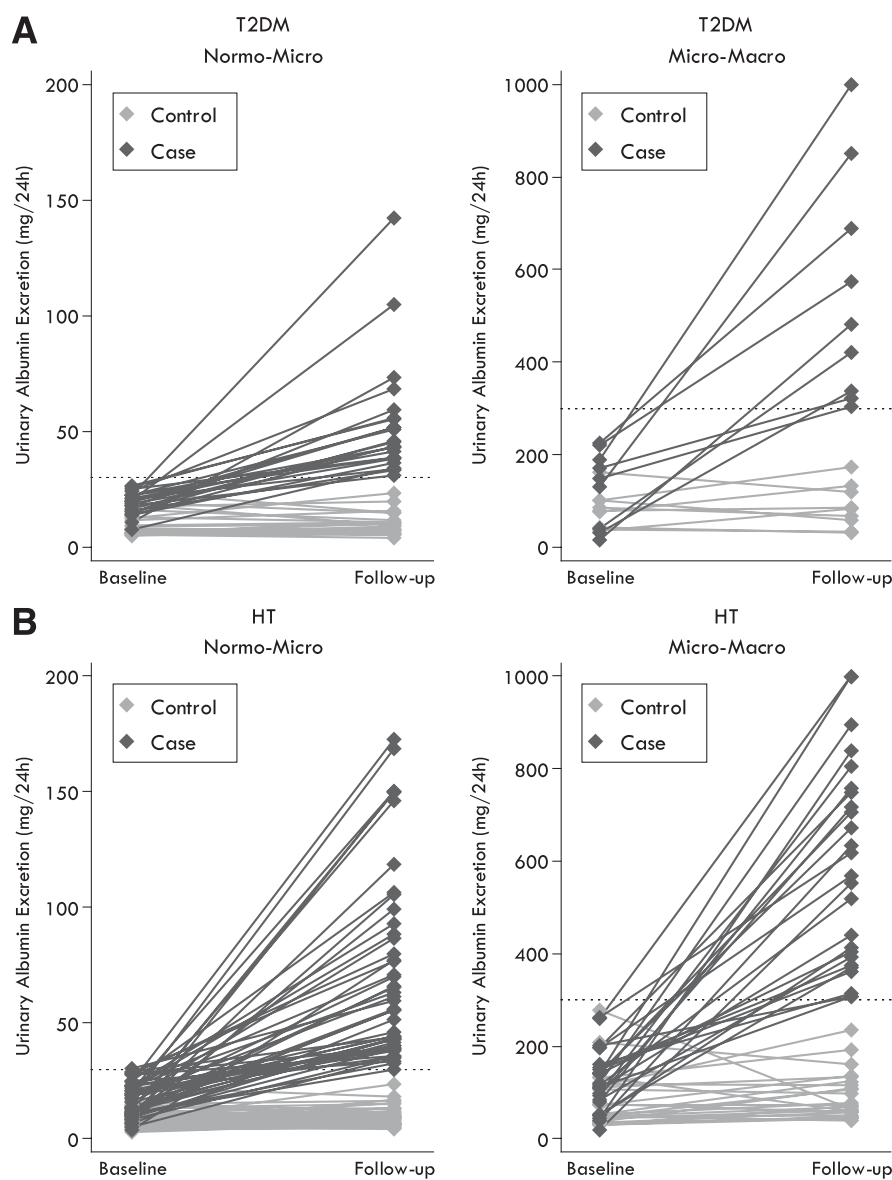 A
T2DM
Normo-Micro
Urinary Albumin Excretion (mg/24h)
200
150
100
50
0
Control
Case
Baseline
Follow-up
T2DM
Micro-Macro
Urinary Albumin Excretion (mg/24h)
1000
800
600
400
200
0
Control
Case
Baseline
Follow-up
B
HT
Normo-Micro
Urinary Albumin Excretion (mg/24h)
200
150
100
50
0
Control
Case
Baseline
Follow-up
HT
Micro-Macro
Urinary Albumin Excretion (mg/24h)
1000
800
600
400
200
0
Control
Case
Baseline
Follow-up